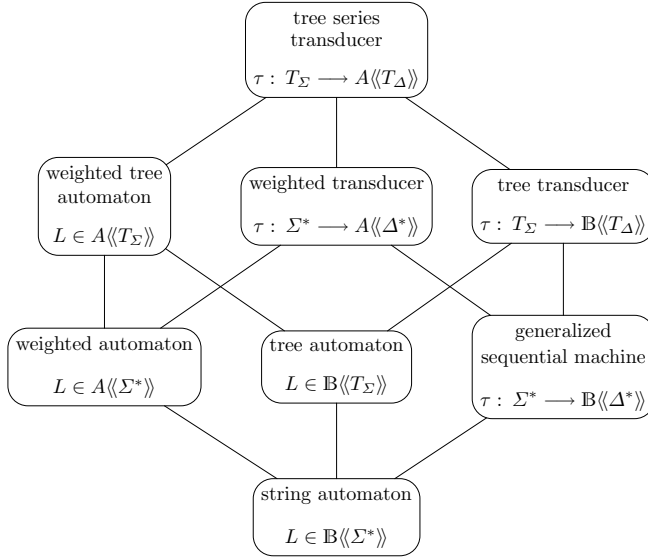 tree series
transducer
τ : T_Σ ⟶ A⟪T_Δ⟫
weighted tree
automaton
L ∈ A⟪T_Σ⟫
weighted transducer
τ : Σ* ⟶ A⟪Δ*⟫
tree transducer
τ : T_Σ ⟶ 𝔹⟪T_Δ⟫
weighted automaton
L ∈ A⟪Σ*⟫
tree automaton
L ∈ 𝔹⟪T_Σ⟫
generalized
sequential machine
τ : Σ* ⟶ 𝔹⟪Δ*⟫
string automaton
L ∈ 𝔹⟪Σ*⟫